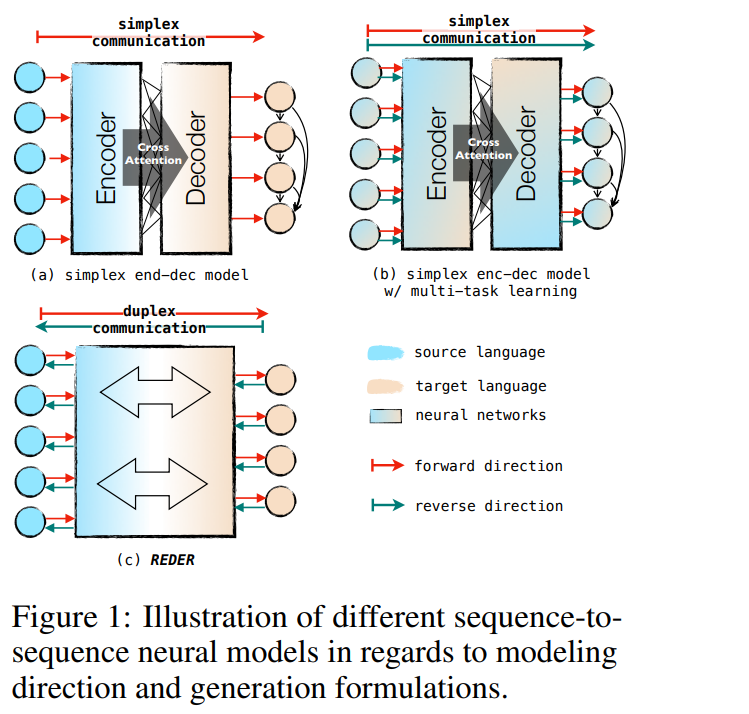 simplex
communication
Encoder
Cross
Attention
Decoder
(a) simplex end-dec model
simplex
communication
Encoder
Cross
Attention
Decoder
(b) simplex enc-dec model
w/ multi-task learning
duplex
communication
(c) REDER
source language
target language
neural networks
forward direction
reverse direction
Figure 1: Illustration of different sequence-to-
sequence neural models in regards to modeling
direction and generation formulations.